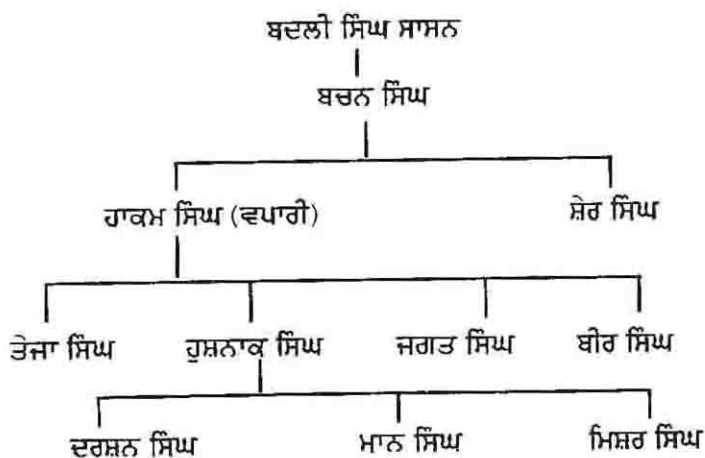 ਬਦਲੀ ਸਿੰਘ ਸਾਸਨ
ਬਚਨ ਸਿੰਘ
ਹਾਕਮ ਸਿੰਘ (ਵਪਾਰੀ) ਸ਼ੇਰ ਸਿੰਘ
ਤੇਜਾ ਸਿੰਘ ਹੁਸ਼ਨਾਕ ਸਿੰਘ ਜਗਤ ਸਿੰਘ ਬੀਰ ਸਿੰਘ
ਦਰਸ਼ਨ ਸਿੰਘ ਮਾਨ ਸਿੰਘ ਮਿਸ਼ਰ ਸਿੰਘ